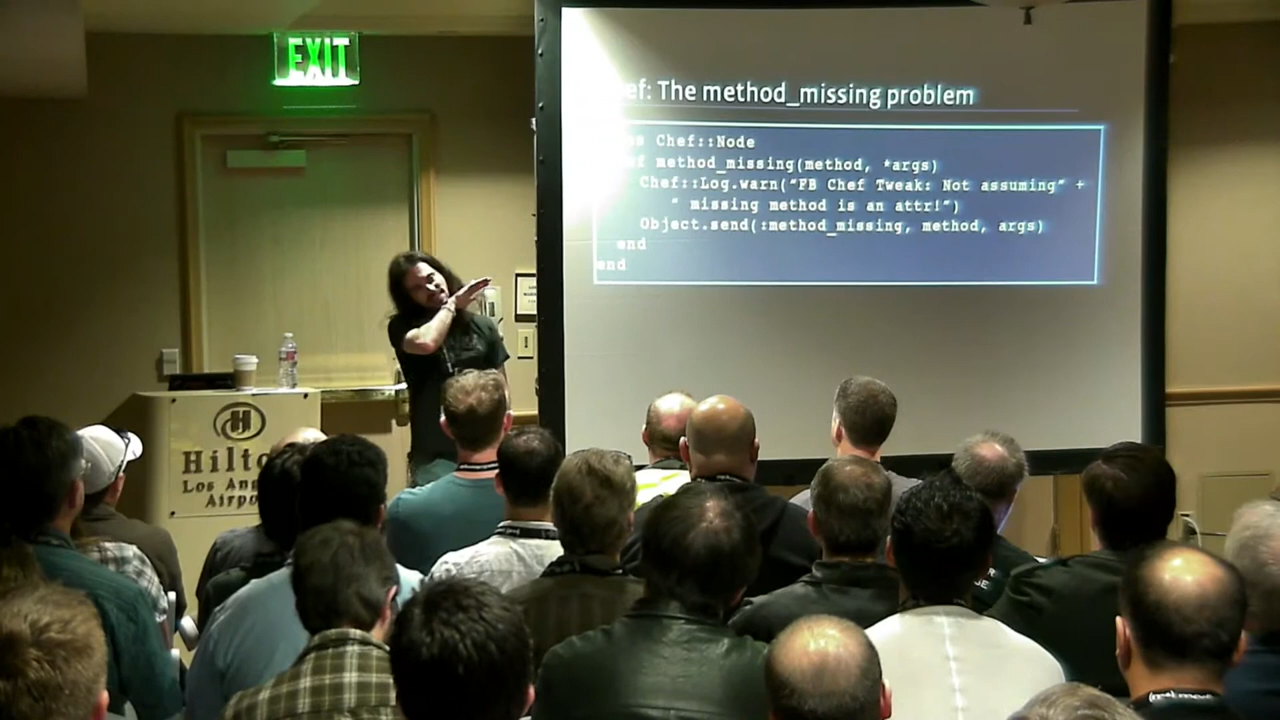 EXIT
ef: The method_missing problem
Chef::Node
method_missing(method, *args)
Chef::Log.warn("FB Chef Tweak: Not assuming" +
" missing method is an attr!")
Object.send(:method_missing, method, args)
end
end
Hilto
Los Ang
Airpo